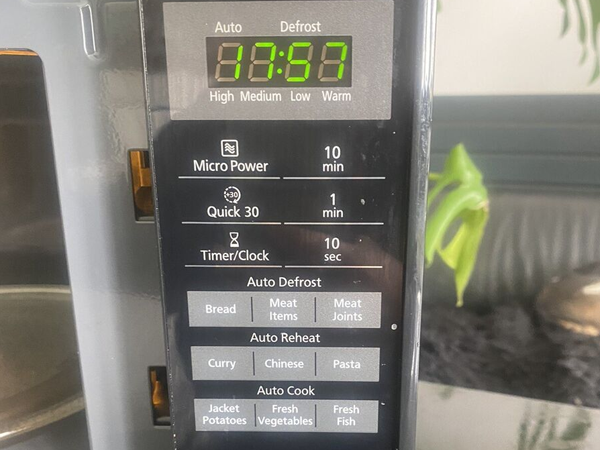 Auto Defrost
17:57
High Medium Low Warm
Micro Power
10
min
+30
Quick 30
1
min
Timer/Clock
10
sec
Auto Defrost
Bread
Meat
Items
Meat
Joints
Auto Reheat
Curry Chinese Pasta
Auto Cook
Jacket
Potatoes
Fresh
Vegetables
Fresh
Fish